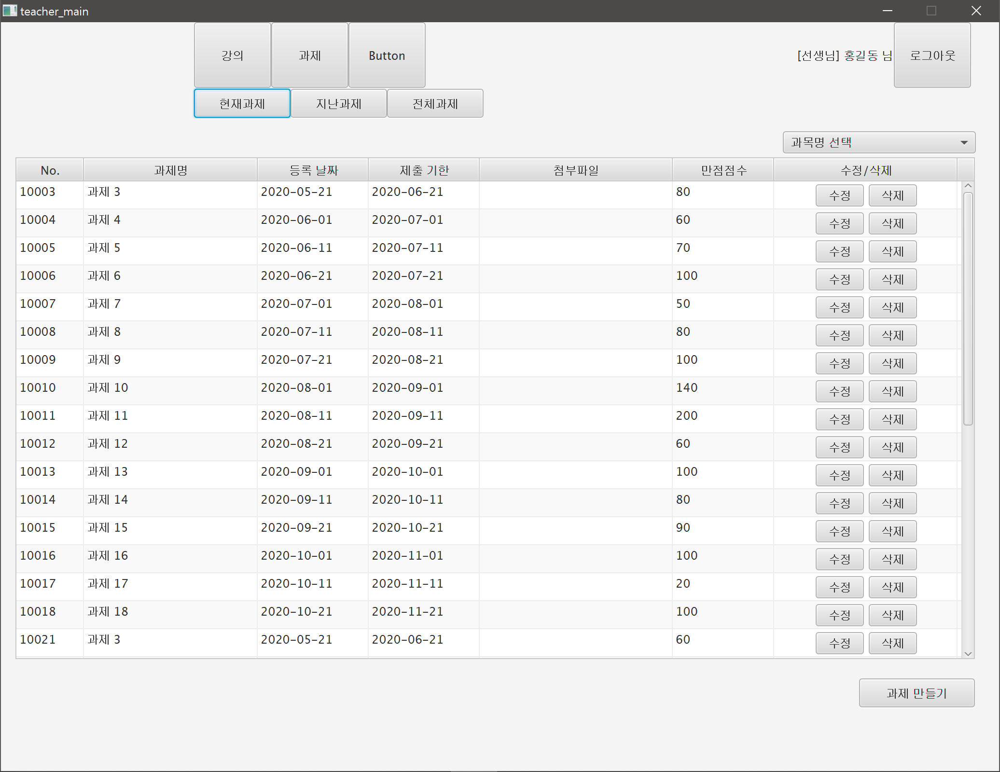 teacher_main
강의 과제 Button [선생님] 홍길동 님 로그아웃
현재과제 지난과제 전체과제
과목명 선택
No. 과제명 등록 날짜 제출 기한 첨부파일 만점점수 수정/삭제
10003 과제 3 2020-05-21 2020-06-21 80 수정 삭제
10004 과제 4 2020-06-01 2020-07-01 60 수정 삭제
10005 과제 5 2020-06-11 2020-07-11 70 수정 삭제
10006 과제 6 2020-06-21 2020-07-21 100 수정 삭제
10007 과제 7 2020-07-01 2020-08-01 50 수정 삭제
10008 과제 8 2020-07-11 2020-08-11 80 수정 삭제
10009 과제 9 2020-07-21 2020-08-21 100 수정 삭제
10010 과제 10 2020-08-01 2020-09-01 140 수정 삭제
10011 과제 11 2020-08-11 2020-09-11 200 수정 삭제
10012 과제 12 2020-08-21 2020-09-21 60 수정 삭제
10013 과제 13 2020-09-01 2020-10-01 100 수정 삭제
10014 과제 14 2020-09-11 2020-10-11 80 수정 삭제
10015 과제 15 2020-09-21 2020-10-21 90 수정 삭제
10016 과제 16 2020-10-01 2020-11-01 100 수정 삭제
10017 과제 17 2020-10-11 2020-11-11 20 수정 삭제
10018 과제 18 2020-10-21 2020-11-21 100 수정 삭제
10021 과제 3 2020-05-21 2020-06-21 60 수정 삭제
과제 만들기